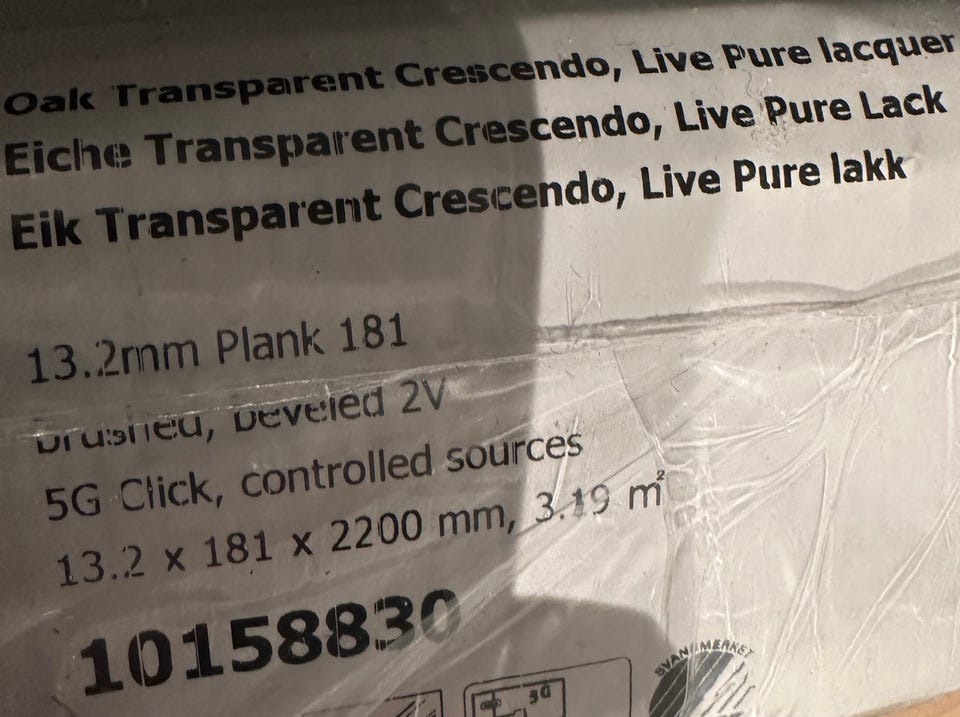 Oak Transparent Crescendo, Live Pure lacquer
Eiche Transparent Crescendo, Live Pure Lack
Eik Transparent Crescendo, Live Pure lakk
13.2mm Plank 181
Brushed, beveled 2V
5G Click, controlled sources
13.2 x 181 x 2200 mm, 3.19 m²
10158830
5G
SVANEMERKET